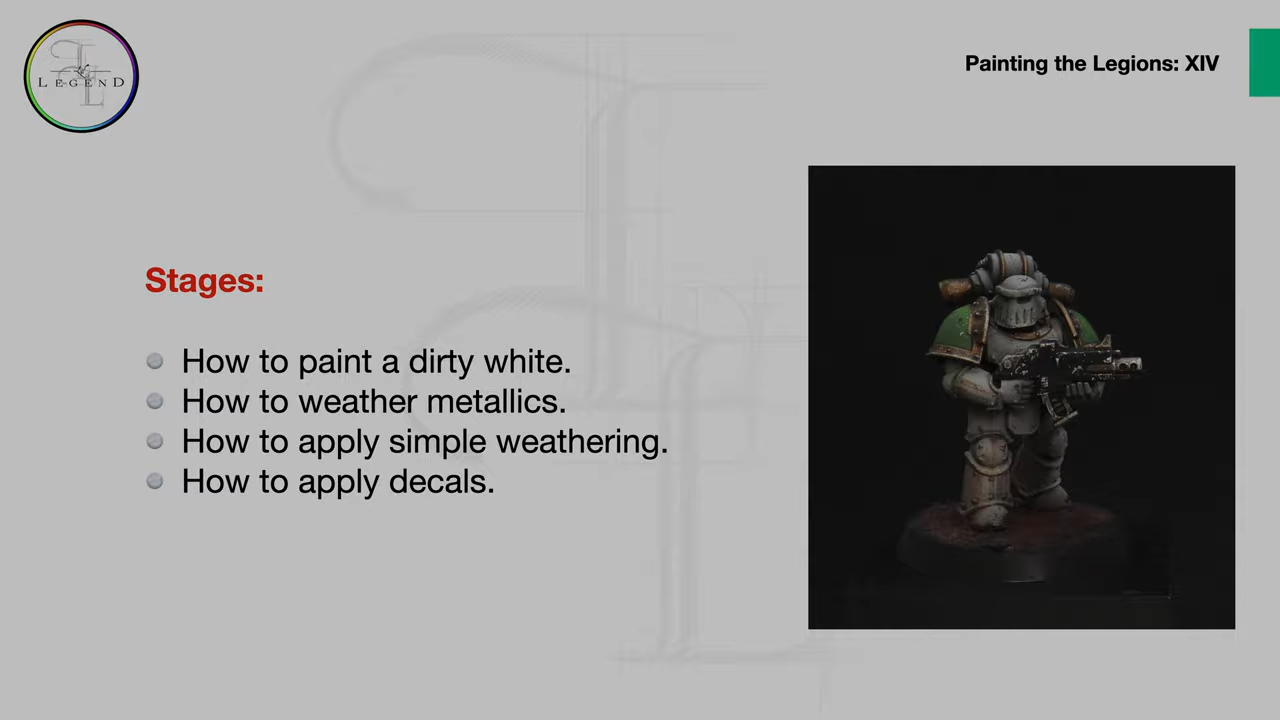 LEGEND
Painting the Legions: XIV
Stages:
How to paint a dirty white.
How to weather metallics.
How to apply simple weathering.
How to apply decals.